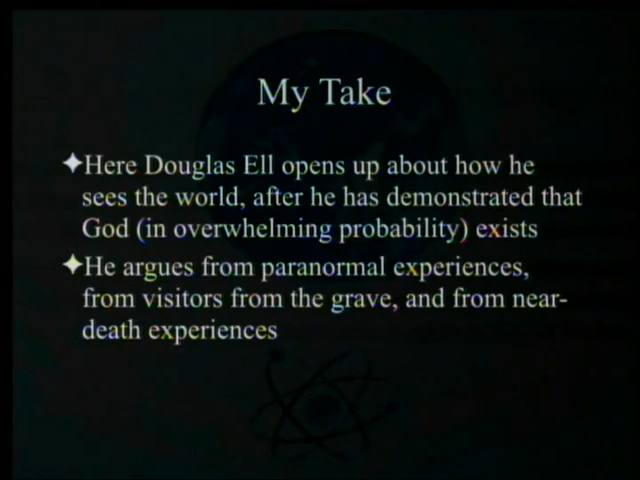 My Take
✦Here Douglas Ell opens up about how he
sees the world, after he has demonstrated that
God (in overwhelming probability) exists
✦He argues from paranormal experiences,
from visitors from the grave, and from near-
death experiences